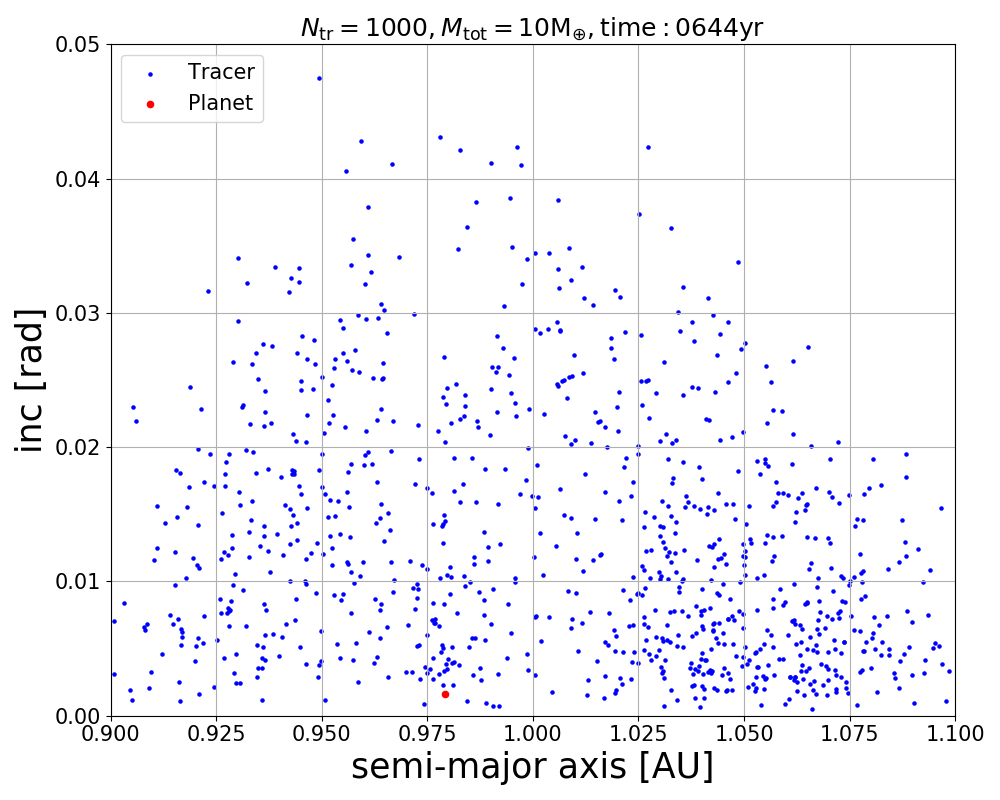 N_tr = 1000, M_tot = 10M_⊕, time : 0644yr
Tracer
Planet
inc [rad]
0.05
0.04
0.03
0.02
0.01
0.00
0.900 0.925 0.950 0.975 1.000 1.025 1.050 1.075 1.100
semi-major axis [AU]